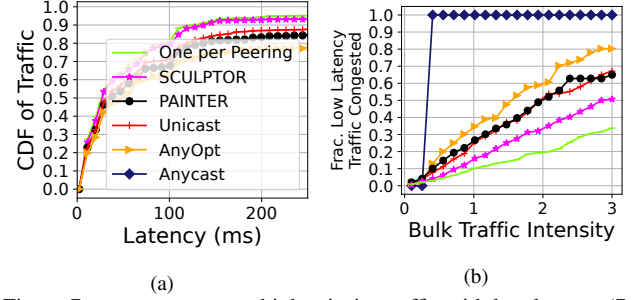 CDF of Traffic
1.0
0.9
0.8
0.7
0.6
0.5
0.4
0.3
0.2
0.1
0.0
One per Peering
SCULPTOR
PAINTER
Unicast
AnyOpt
Anycast
0
100
200
Latency (ms)
(a)
Frac. Low Latency
Traffic Congested
1.0
0.9
0.8
0.7
0.6
0.5
0.4
0.3
0.2
0.1
0.0
0
1
2
3
Bulk Traffic Intensity
(b)